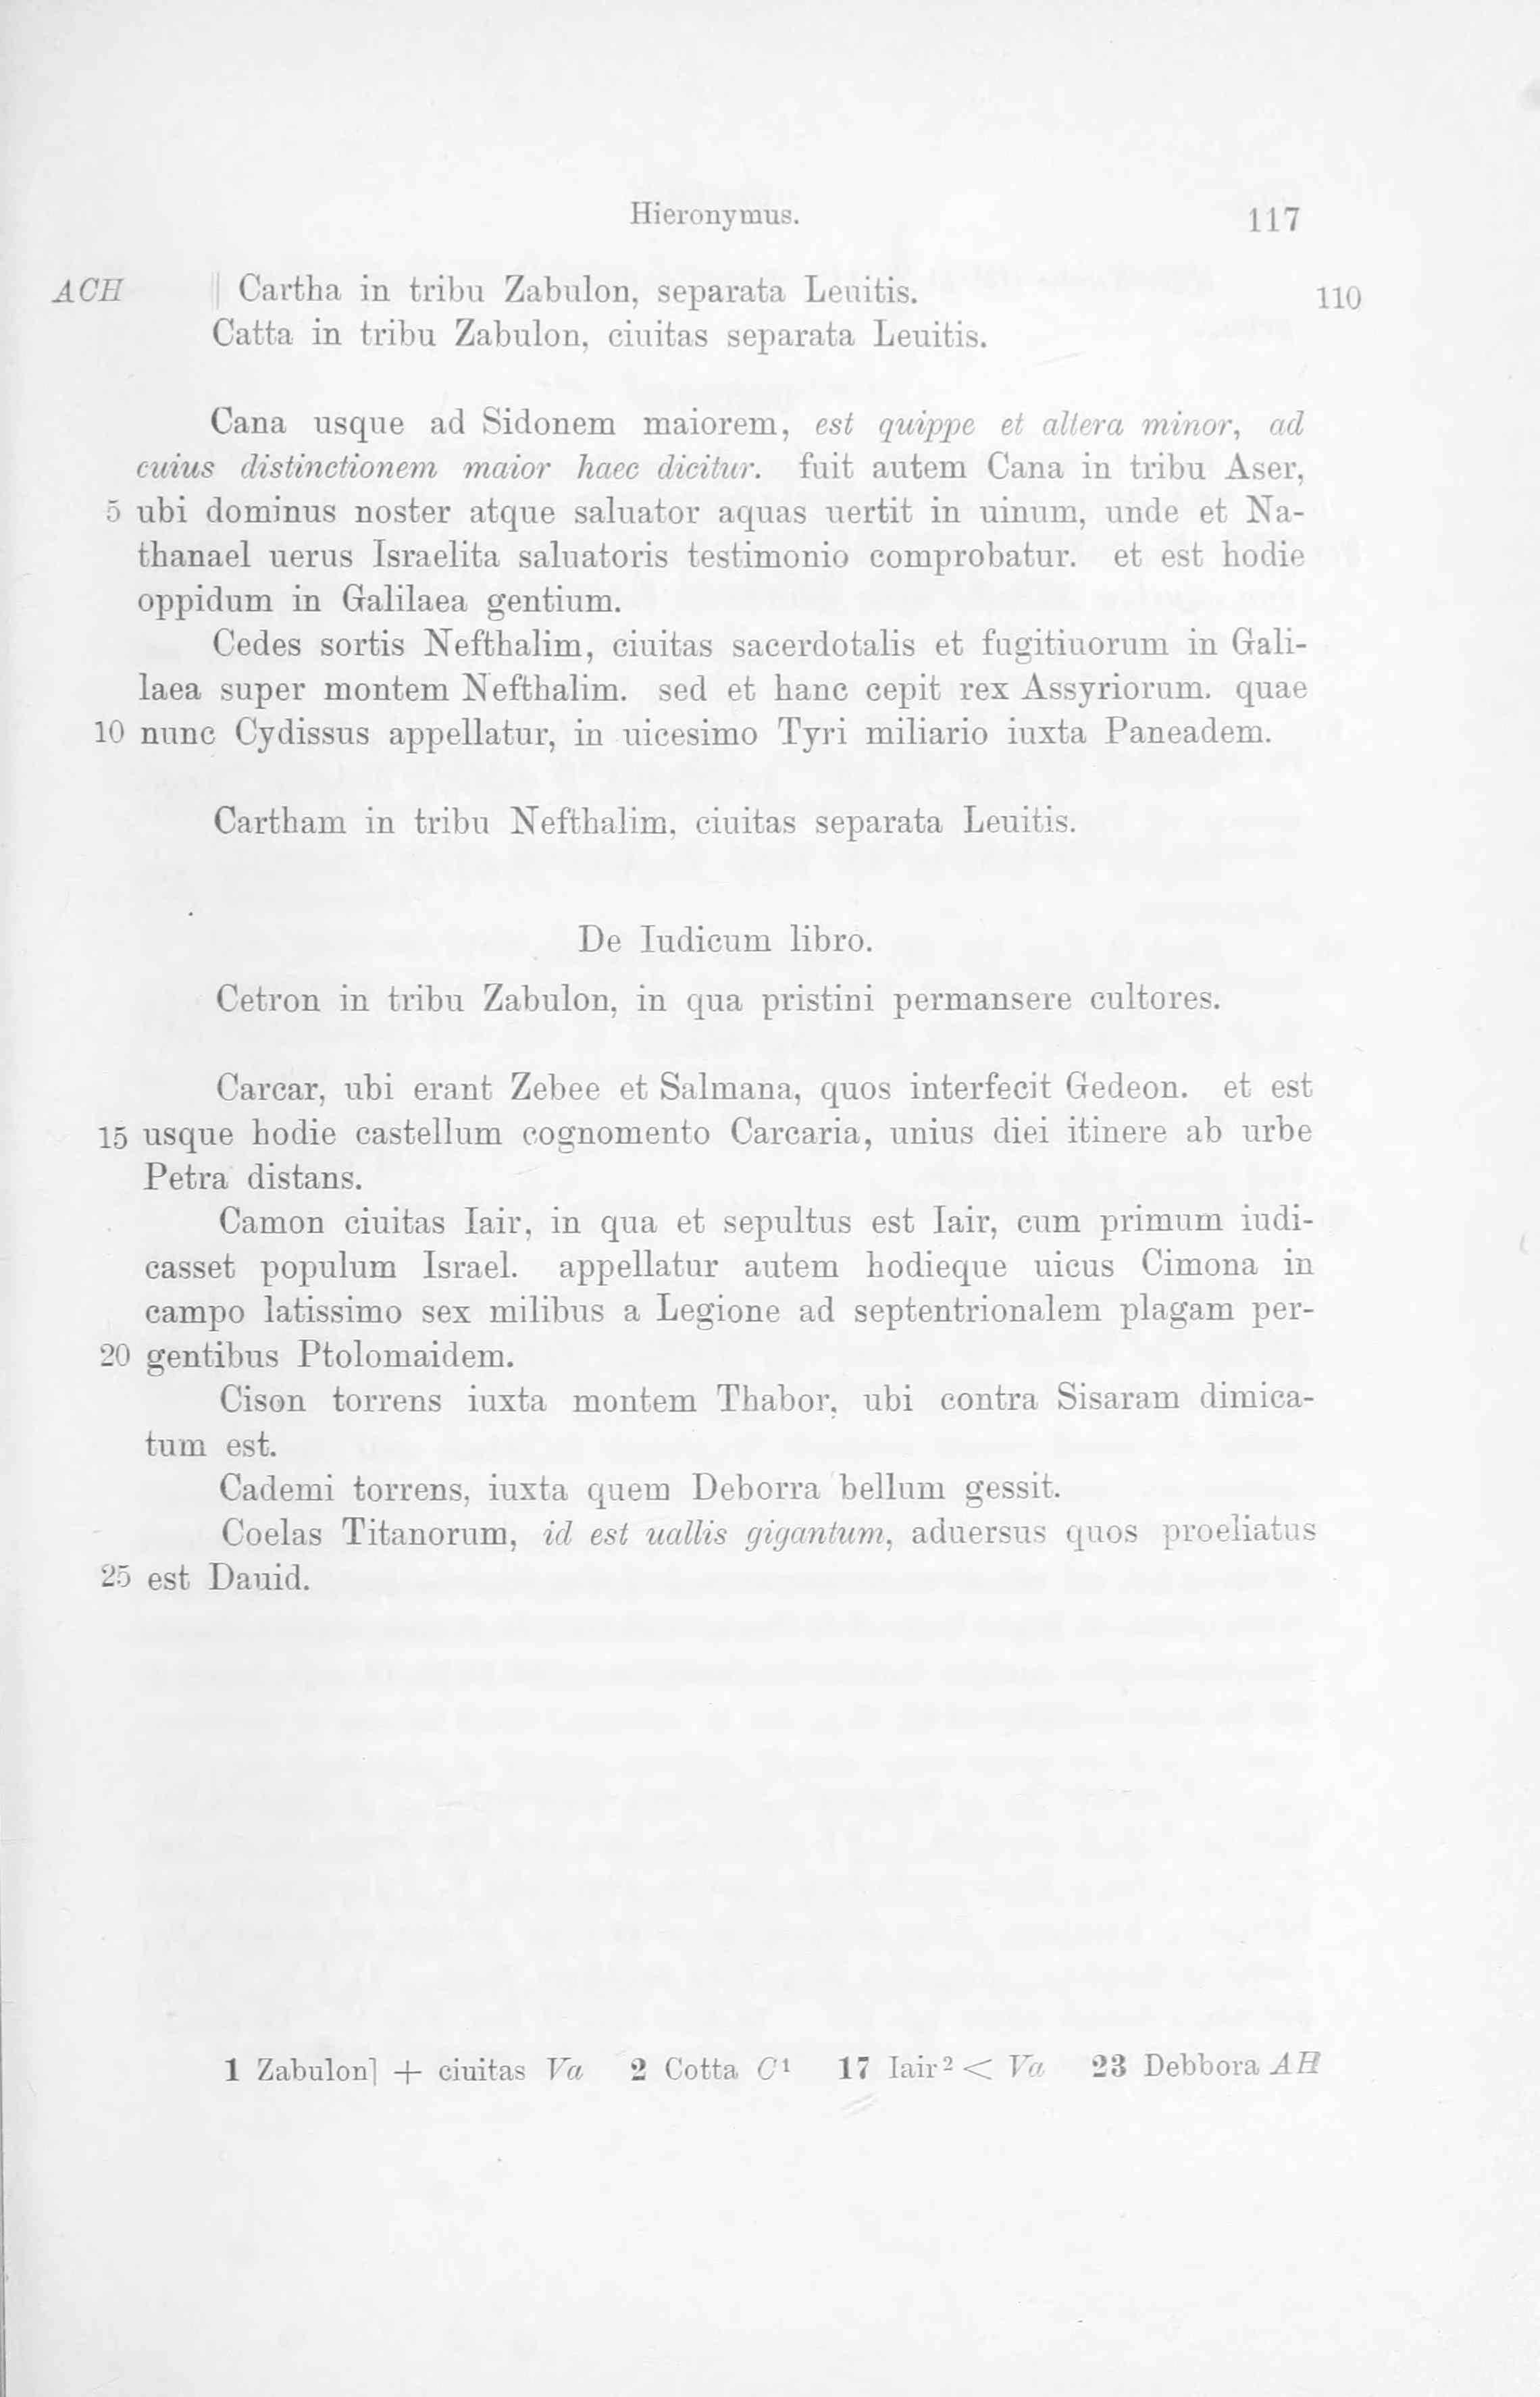 Hieronymus. 117
ACH || Cartha in tribu Zabulon, separata Leuitis. 110
Catta in tribu Zabulon, ciuitas separata Leuitis.
Cana usque ad Sidonem maiorem, est quippe et altera minor, ad
cuius distinctionem maior haec dicitur. fuit autem Cana in tribu Aser,
5 ubi dominus noster atque saluator aquas uertit in uinum, unde et Na-
thanael uerus Israelita saluatoris testimonio comprobatur. et est hodie
oppidum in Galilaea gentium.
Cedes sortis Nefthalim, ciuitas sacerdotalis et fugitiuorum in Gali-
laea super montem Nefthalim. sed et hanc cepit rex Assyriorum. quae
10 nunc Cydissus appellatur, in uicesimo Tyri miliario iuxta Paneadem.
Cartham in tribu Nefthalim, ciuitas separata Leuitis.
De Iudicum libro.
Cetron in tribu Zabulon, in qua pristini permansere cultores.
Carcar, ubi erant Zebee et Salmana, quos interfecit Gedeon. et est
15 usque hodie castellum cognomento Carcaria, unius diei itinere ab urbe
Petra distans.
Camon ciuitas Iair, in qua et sepultus est Iair, cum primum iudi-
casset populum Israel. appellatur autem hodieque uicus Cimona in
campo latissimo sex milibus a Legione ad septentrionalem plagam per-
20 gentibus Ptolomaidem.
Cison torrens iuxta montem Thabor, ubi contra Sisaram dimica-
tum est.
Cademi torrens, iuxta quem Deborra bellum gessit.
Coelas Titanorum, id est uallis gigantum, aduersus quos proeliatus
25 est Dauid.
1 Zabulon] + ciuitas Va 2 Cotta C¹ 17 Iair² < Va 23 Debbora AH